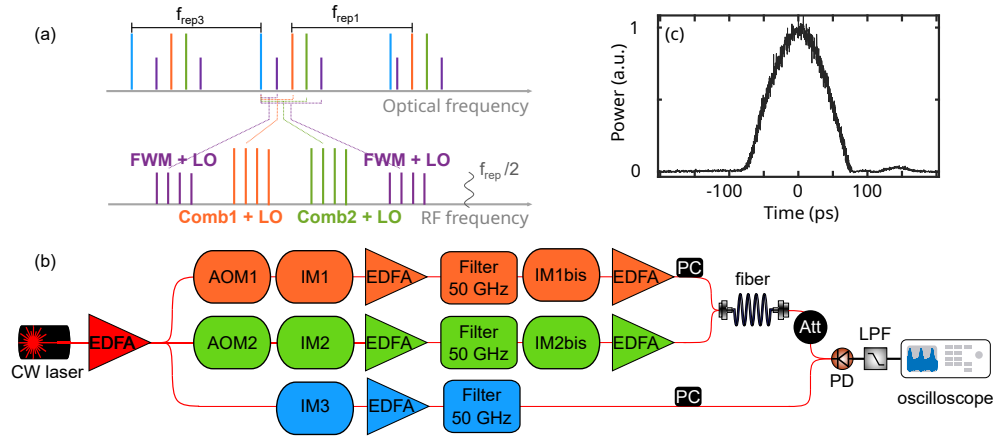 (a)
f_rep3
f_rep1
Optical frequency
FWM + LO
FWM + LO
f_rep /2
Comb1 + LO
Comb2 + LO
RF frequency
(c)
Power (a.u.)
1
0
-100
0
100
Time (ps)
(b)
CW laser
EDFA
AOM1
IM1
EDFA
Filter
50 GHz
IM1bis
EDFA
PC
fiber
AOM2
IM2
EDFA
Filter
50 GHz
IM2bis
EDFA
Att
LPF
PD
oscilloscope
IM3
EDFA
Filter
50 GHz
PC